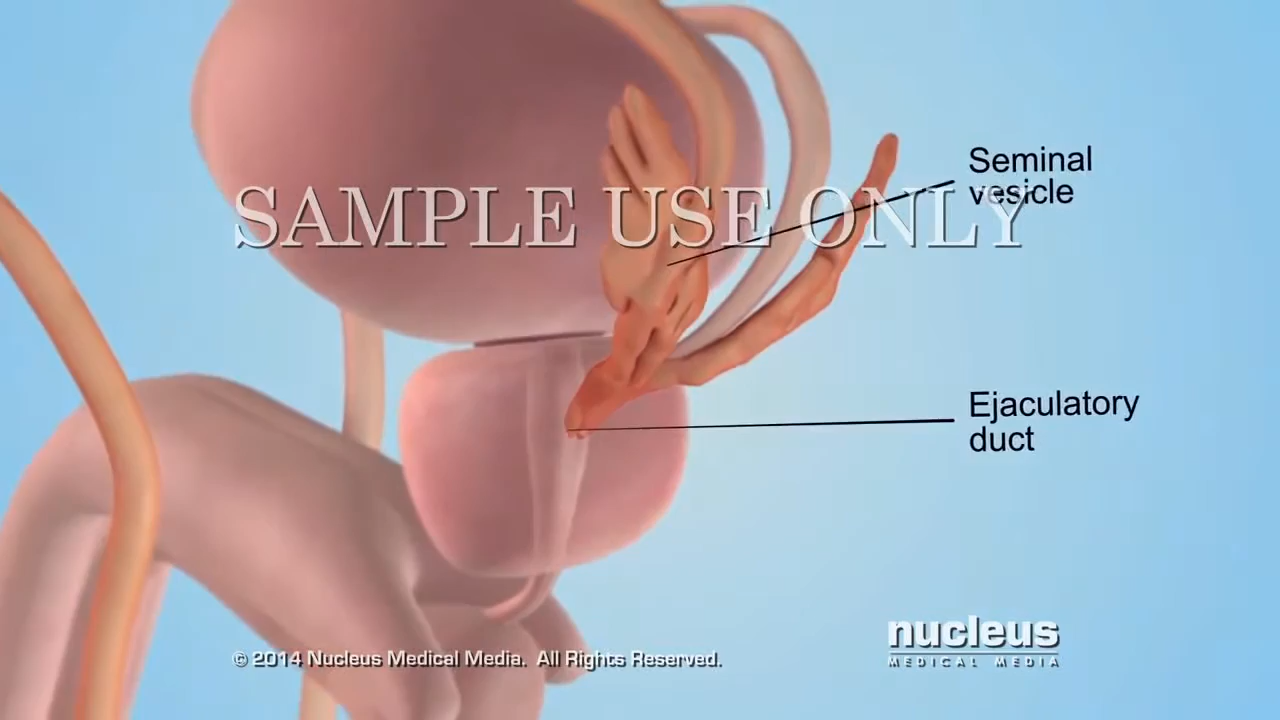 Seminal
vesicle
SAMPLE USE ONLY
Ejaculatory
duct
nucleus
MEDICAL MEDIA
© 2014 Nucleus Medical Media. All Rights Reserved.